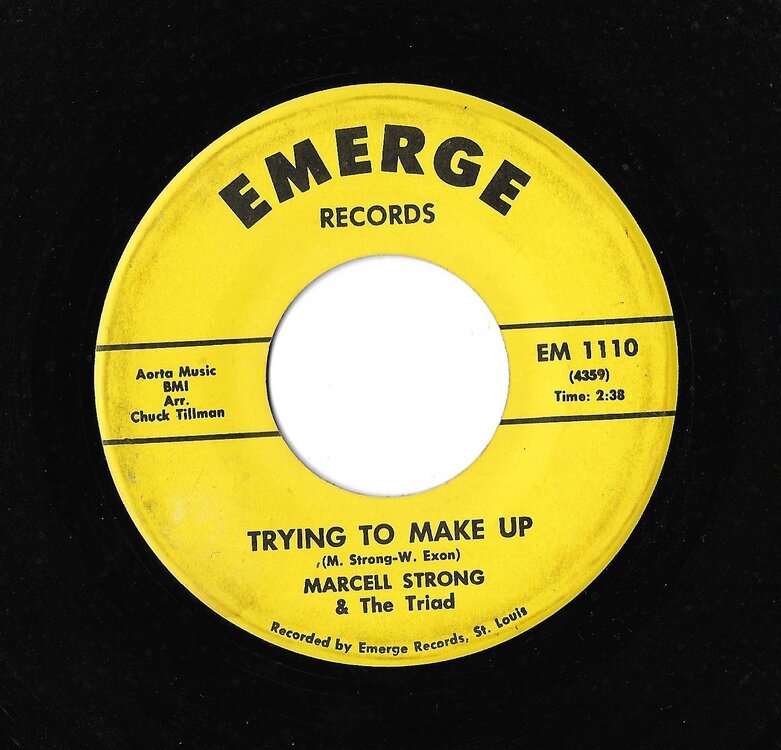 EMERGE
RECORDS
Aorta Music
BMI
Arr.
Chuck Tillman
EM 1110
(4359)
Time: 2:38
TRYING TO MAKE UP
(M. Strong-W. Exon)
MARCELL STRONG
& The Triad
Recorded by Emerge Records, St. Louis